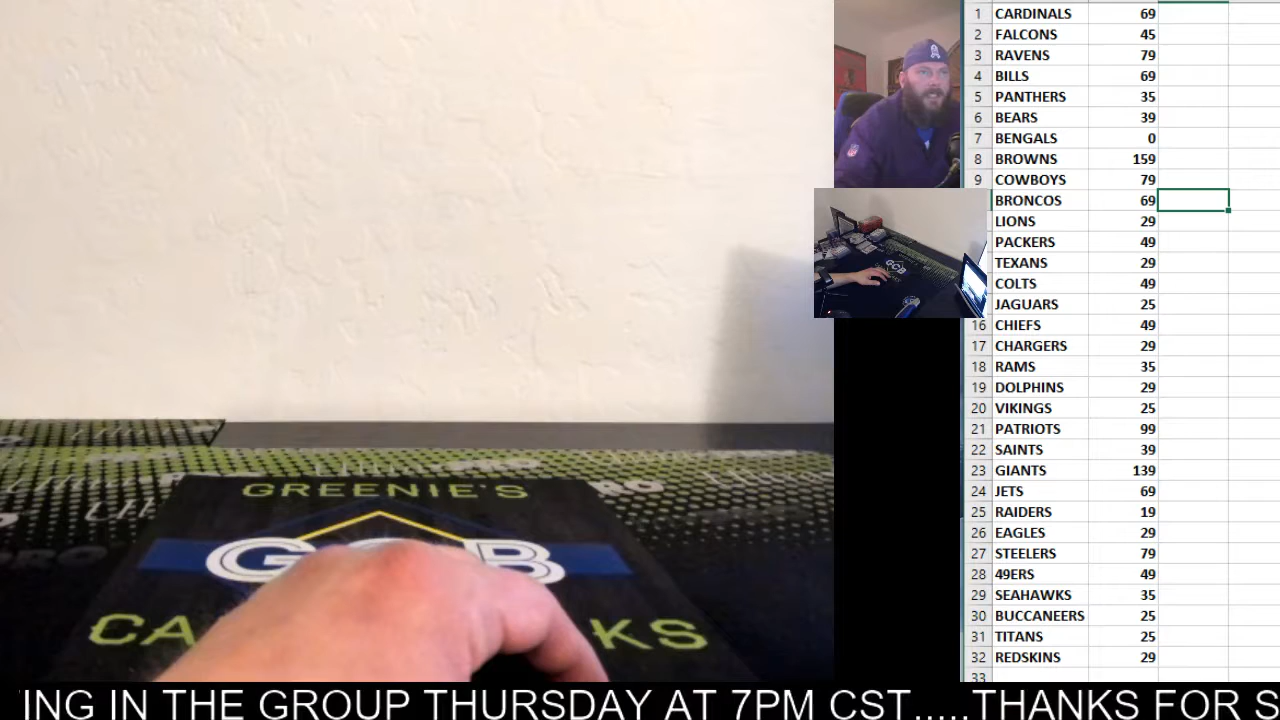 1 CARDINALS 69
2 FALCONS 45
3 RAVENS 79
4 BILLS 69
5 PANTHERS 35
6 BEARS 39
7 BENGALS 0
8 BROWNS 159
9 COWBOYS 79
BRONCOS 69
LIONS 29
PACKERS 49
TEXANS 29
COLTS 49
JAGUARS 25
16 CHIEFS 49
17 CHARGERS 29
18 RAMS 35
19 DOLPHINS 29
20 VIKINGS 25
21 PATRIOTS 99
22 SAINTS 39
23 GIANTS 139
24 JETS 69
25 RAIDERS 19
26 EAGLES 29
27 STEELERS 79
28 49ERS 49
29 SEAHAWKS 35
30 BUCCANEERS 25
31 TITANS 25
32 REDSKINS 29
33
GREENIE'S
GCB
CA KS
GCB
ING IN THE GROUP THURSDAY AT 7PM CST.....THANKS FOR S